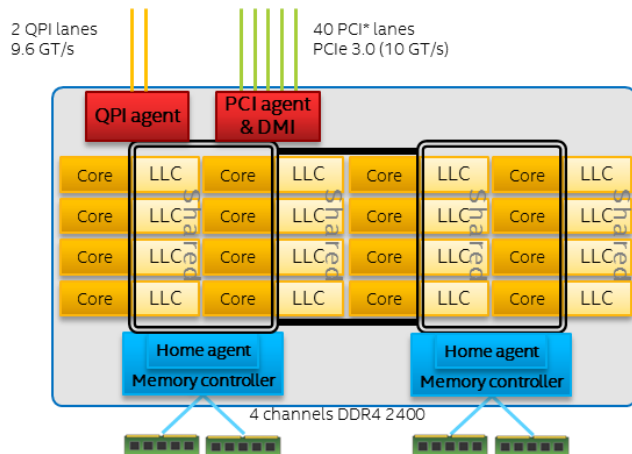 2 QPI lanes
9.6 GT/s
40 PCI* lanes
PCIe 3.0 (10 GT/s)
QPI agent
PCI agent
& DMI
Core LLC Core LLC Core LLC Core LLC
Core LLC Core LLC Core LLC Core LLC
Core LLC Core LLC Core LLC Core LLC
Core LLC Core LLC Core LLC Core LLC
Shared
Shared
Home agent
Memory controller
Home agent
Memory controller
4 channels DDR4 2400